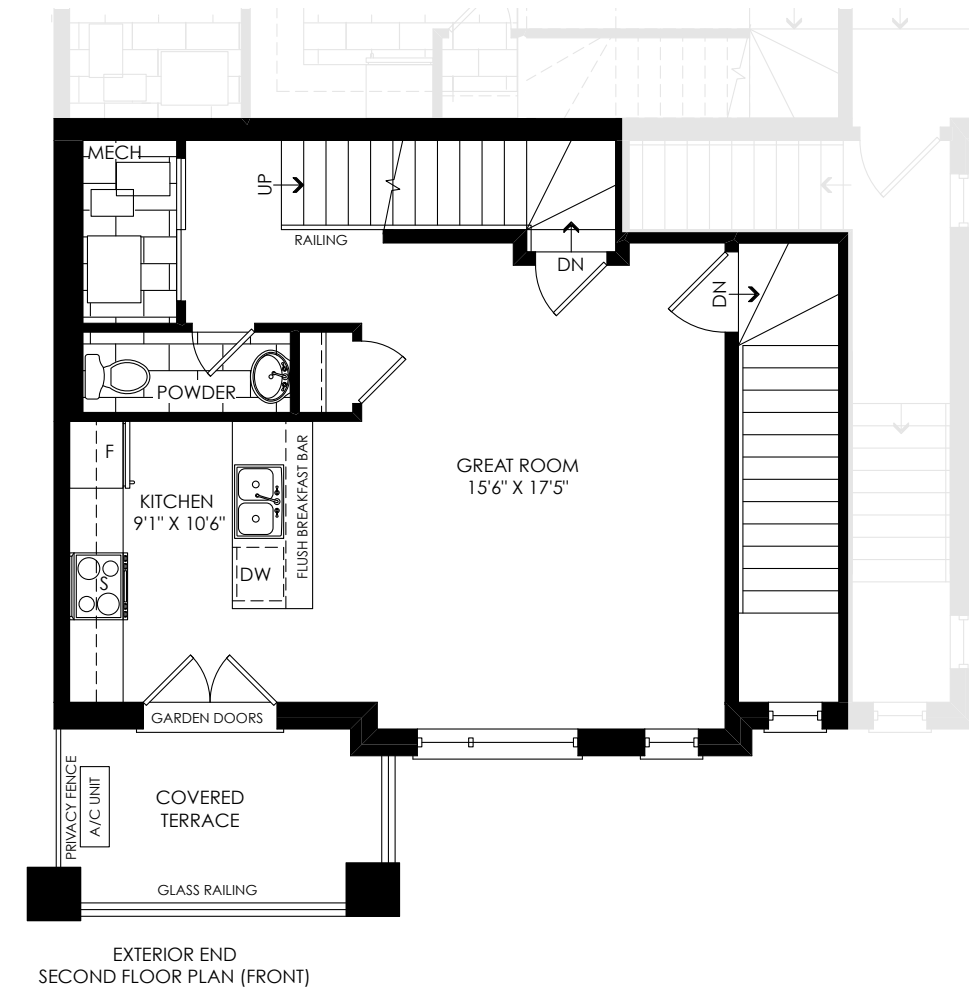 MECH
UP
RAILING
DN
DN
POWDER
F
KITCHEN
9'1" X 10'6"
FLUSH BREAKFAST BAR
GREAT ROOM
15'6" X 17'5"
S
DW
GARDEN DOORS
PRIVACY FENCE
A/C UNIT
COVERED
TERRACE
GLASS RAILING
EXTERIOR END
SECOND FLOOR PLAN (FRONT)